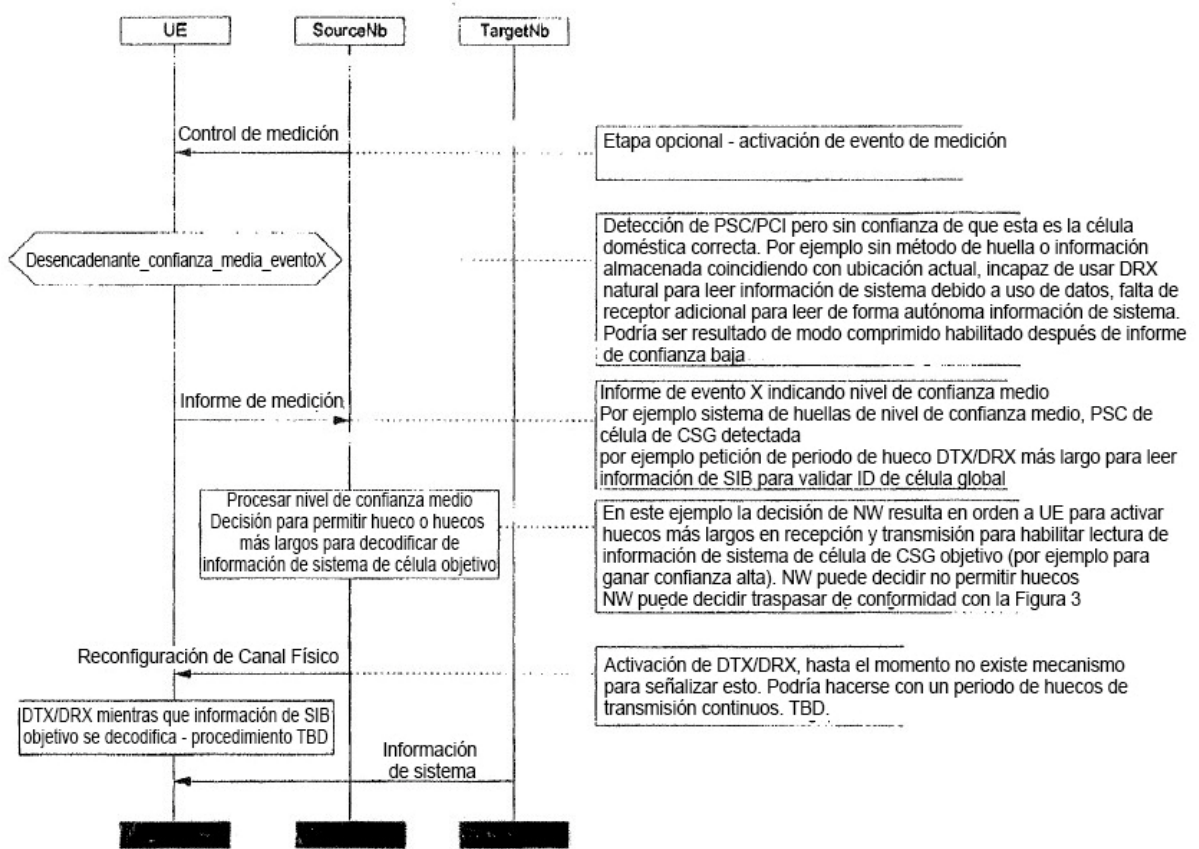 UE
SourceNb
TargetNb
Control de medición
Etapa opcional - activación de evento de medición
Desencadenante_confianza_media_eventoX
Detección de PSC/PCI pero sin confianza de que esta es la célula
doméstica correcta. Por ejemplo sin método de huella o información
almacenada coincidiendo con ubicación actual, incapaz de usar DRX
natural para leer información de sistema debido a uso de datos, falta de
receptor adicional para leer de forma autónoma información de sistema.
Podría ser resultado de modo comprimido habilitado después de informe
de confianza baja
Informe de medición
Informe de evento X indicando nivel de confianza medio
Por ejemplo sistema de huellas de nivel de confianza medio, PSC de
célula de CSG detectada
por ejemplo petición de periodo de hueco DTX/DRX más largo para leer
información de SIB para validar ID de célula global
Procesar nivel de confianza medio
Decisión para permitir hueco o huecos
más largos para decodificar de
información de sistema de célula objetivo
En este ejemplo la decisión de NW resulta en orden a UE para activar
huecos más largos en recepción y transmisión para habilitar lectura de
información de sistema de célula de CSG objetivo (por ejemplo para
ganar confianza alta). NW puede decidir no permitir huecos
NW puede decidir traspasar de conformidad con la Figura 3
Reconfiguración de Canal Físico
Activación de DTX/DRX, hasta el momento no existe mecanismo
para señalizar esto. Podría hacerse con un periodo de huecos de
transmisión continuos. TBD.
DTX/DRX mientras que información de SIB
objetivo se decodifica - procedimiento TBD
Información
de sistema